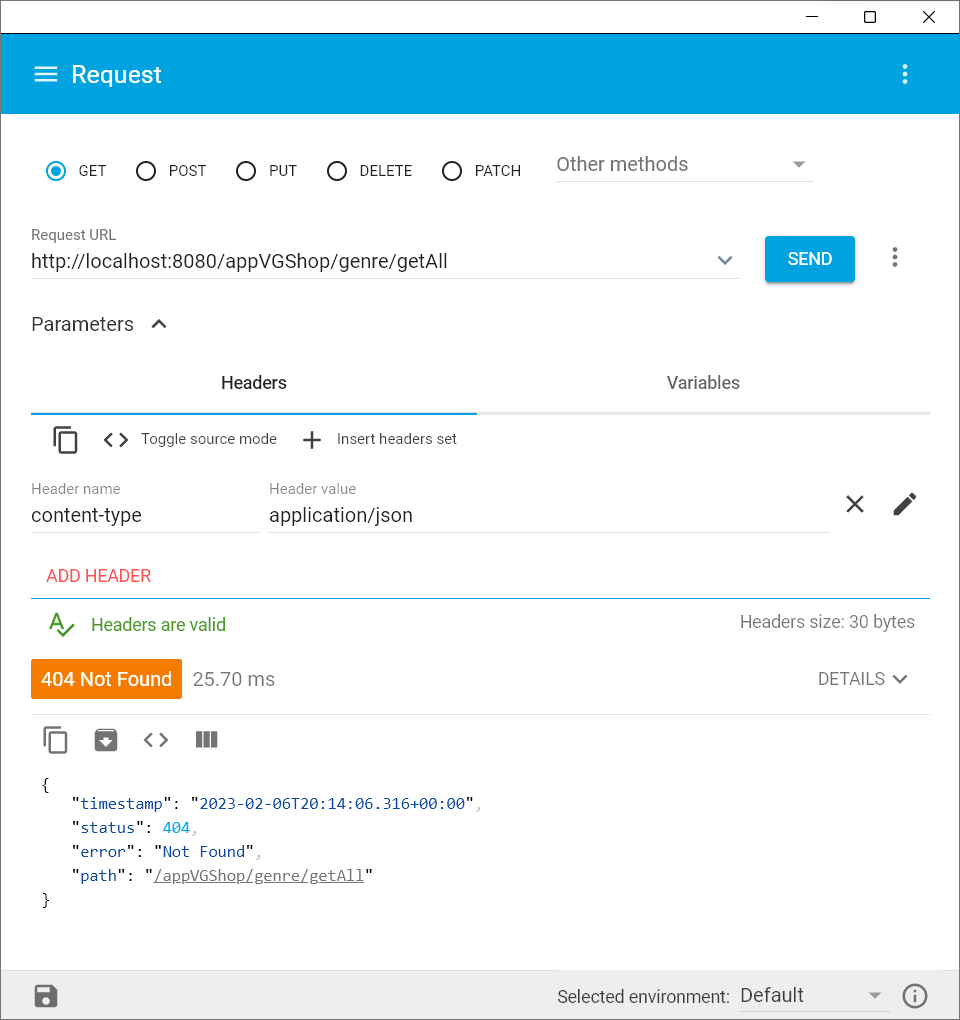 Request
GET POST PUT DELETE PATCH Other methods
Request URL
http://localhost:8080/appVGShop/genre/getAll
SEND
Parameters
Headers Variables
Toggle source mode Insert headers set
Header name Header value
content-type application/json
ADD HEADER
Headers are valid Headers size: 30 bytes
404 Not Found 25.70 ms DETAILS
{
"timestamp": "2023-02-06T20:14:06.316+00:00",
"status": 404,
"error": "Not Found",
"path": "/appVGShop/genre/getAll"
}
Selected environment: Default